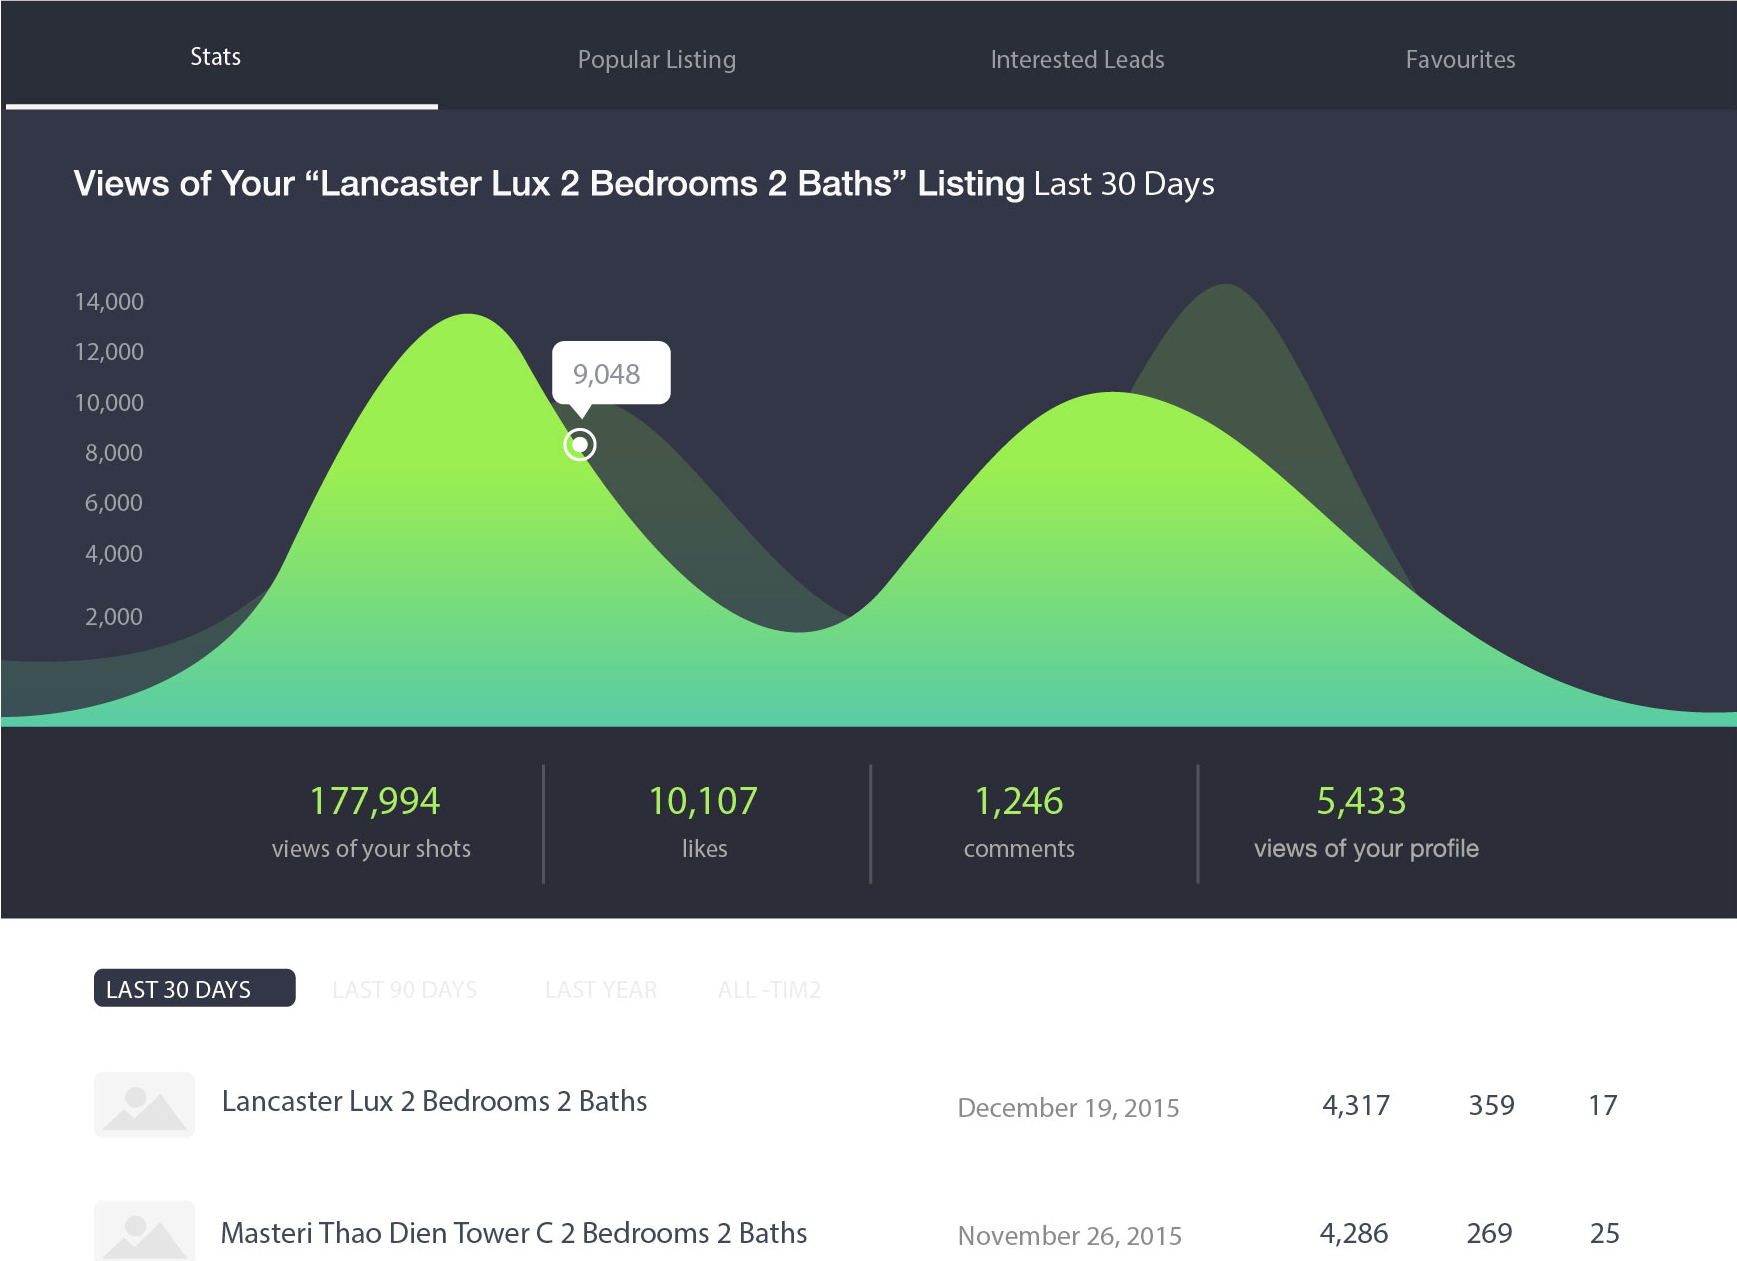 Stats Popular Listing Interested Leads Favourites
Views of Your “Lancaster Lux 2 Bedrooms 2 Baths” Listing Last 30 Days
14,000
12,000
10,000
8,000
6,000
4,000
2,000
9,048
177,994 10,107 1,246 5,433
views of your shots likes comments views of your profile
LAST 30 DAYS LAST 90 DAYS LAST YEAR ALL -TIM2
Lancaster Lux 2 Bedrooms 2 Baths December 19, 2015 4,317 359 17
Masteri Thao Dien Tower C 2 Bedrooms 2 Baths November 26, 2015 4,286 269 25